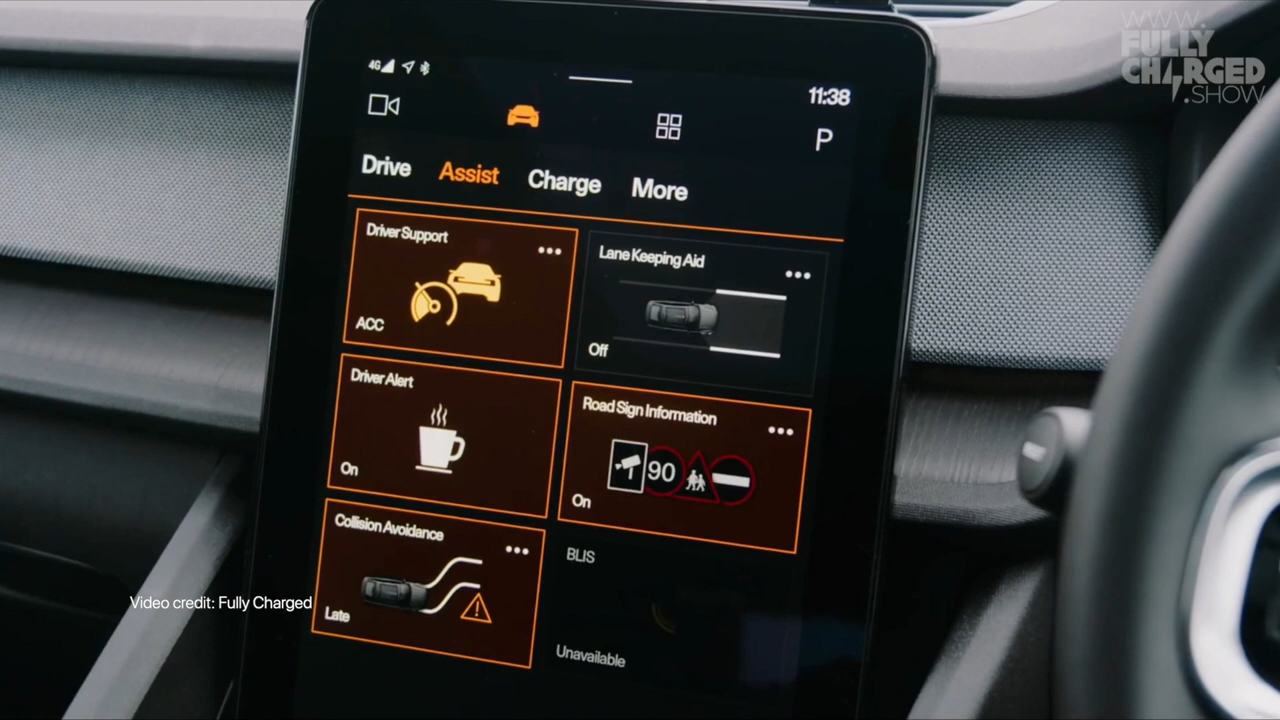 WWW.
FULLY
CHARGED
.SHOW
4G
11:38
P
Drive Assist Charge More
Driver Support
ACC
Lane Keeping Aid
Off
Driver Alert
On
Road Sign Information
90
On
Collision Avoidance
Late
BLIS
Unavailable
Video credit: Fully Charged